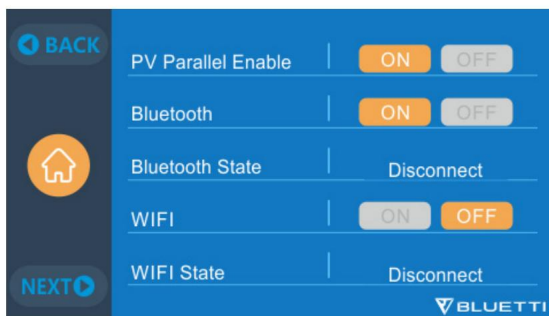 BACK
PV Parallel Enable ON OFF
Bluetooth ON OFF
Bluetooth State Disconnect
WIFI ON OFF
WIFI State Disconnect
NEXT
BLUETTI